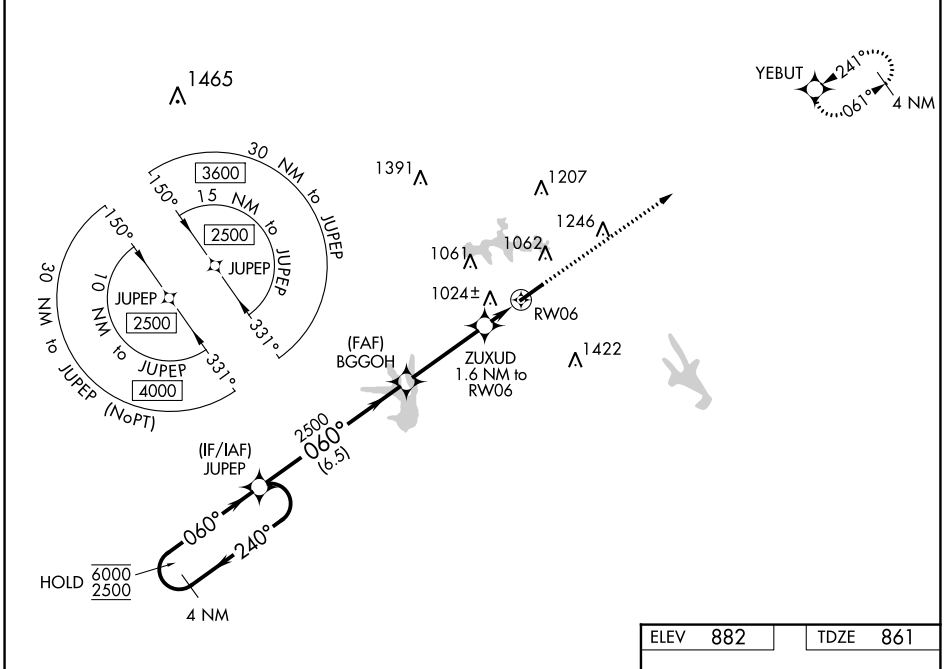 1465
YEBUT
241°
061°
4 NM
30 NM to JUPEP
3600
150°
15 NM to JUPEP
2500
JUPEP
331°
30 NM to JUPEP (NoPT)
150°
10 NM to JUPEP
JUPEP
2500
4000
331°
1391
1207
1246
1061
1062
1024±
RW06
1422
ZUXUD
1.6 NM to
RW06
(FAF)
BGGOH
2500
060°
(6.5)
(IF/IAF)
JUPEP
060°
240°
HOLD
6000
2500
4 NM
ELEV 882
TDZE 861